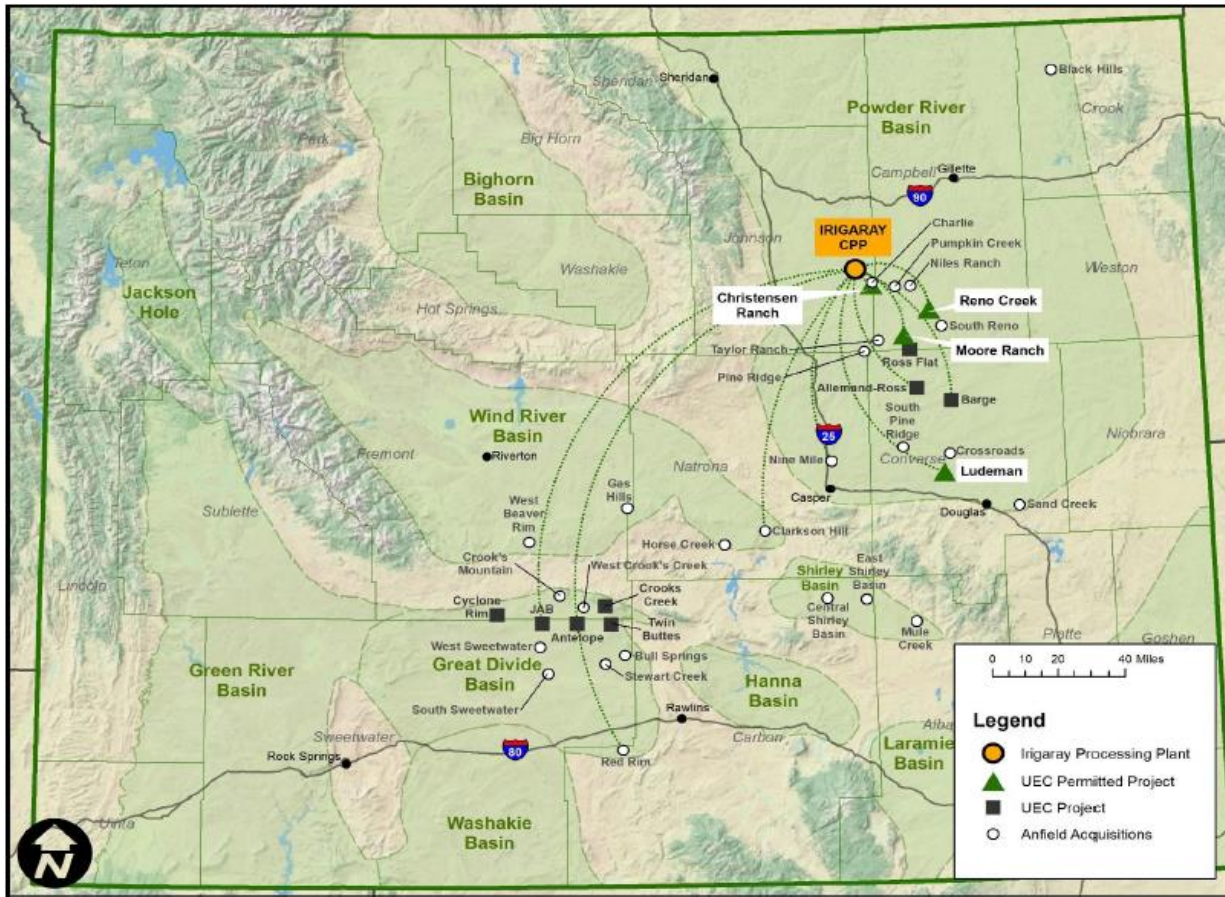 Sheridan
Sheridan
Black Hills
Crook
Powder River
Basin
Park
Big Horn
Campbell
Gillette
Bighorn
Basin
90
Charlie
IRIGARAY
CPP
Pumpkin Creek
Johnson
Niles Ranch
Washakie
Weston
Teton
Jackson
Hole
Christensen
Ranch
Reno Creek
Hot Springs
South Reno
Taylor Ranch
Moore Ranch
Ross Flat
Pine Ridge
Allemand-Ross
Barge
Wind River
Basin
South
Pine
Ridge
25
Niobrara
Fremont
Riverton
Natrona
Nine Mile
Crossroads
Converse
Ludeman
Gas
Hills
Casper
Sublette
West
Beaver
Rim
Douglas
Sand Creek
Clarkson Hill
Horse Creek
Crook's
Mountain
West Crook's Creek
Shirley
Basin
East
Shirley
Basin
Lincoln
Cyclone
Rim
JAB
Crooks
Creek
Central
Shirley
Basin
Antelope
Twin
Buttes
Mule
Creek
Platte
Goshen
West Sweetwater
Bull Springs
Green River
Basin
Great Divide
Basin
Stewart Creek
Hanna
Basin
South Sweetwater
Rawlins
Sweetwater
Carbon
Alba
Laramie
Basin
Rock Springs
80
Red Rim
Uinta
Washakie
Basin
N
0 10 20 40 Miles
Legend
Irigaray Processing Plant
UEC Permitted Project
UEC Project
Anfield Acquisitions